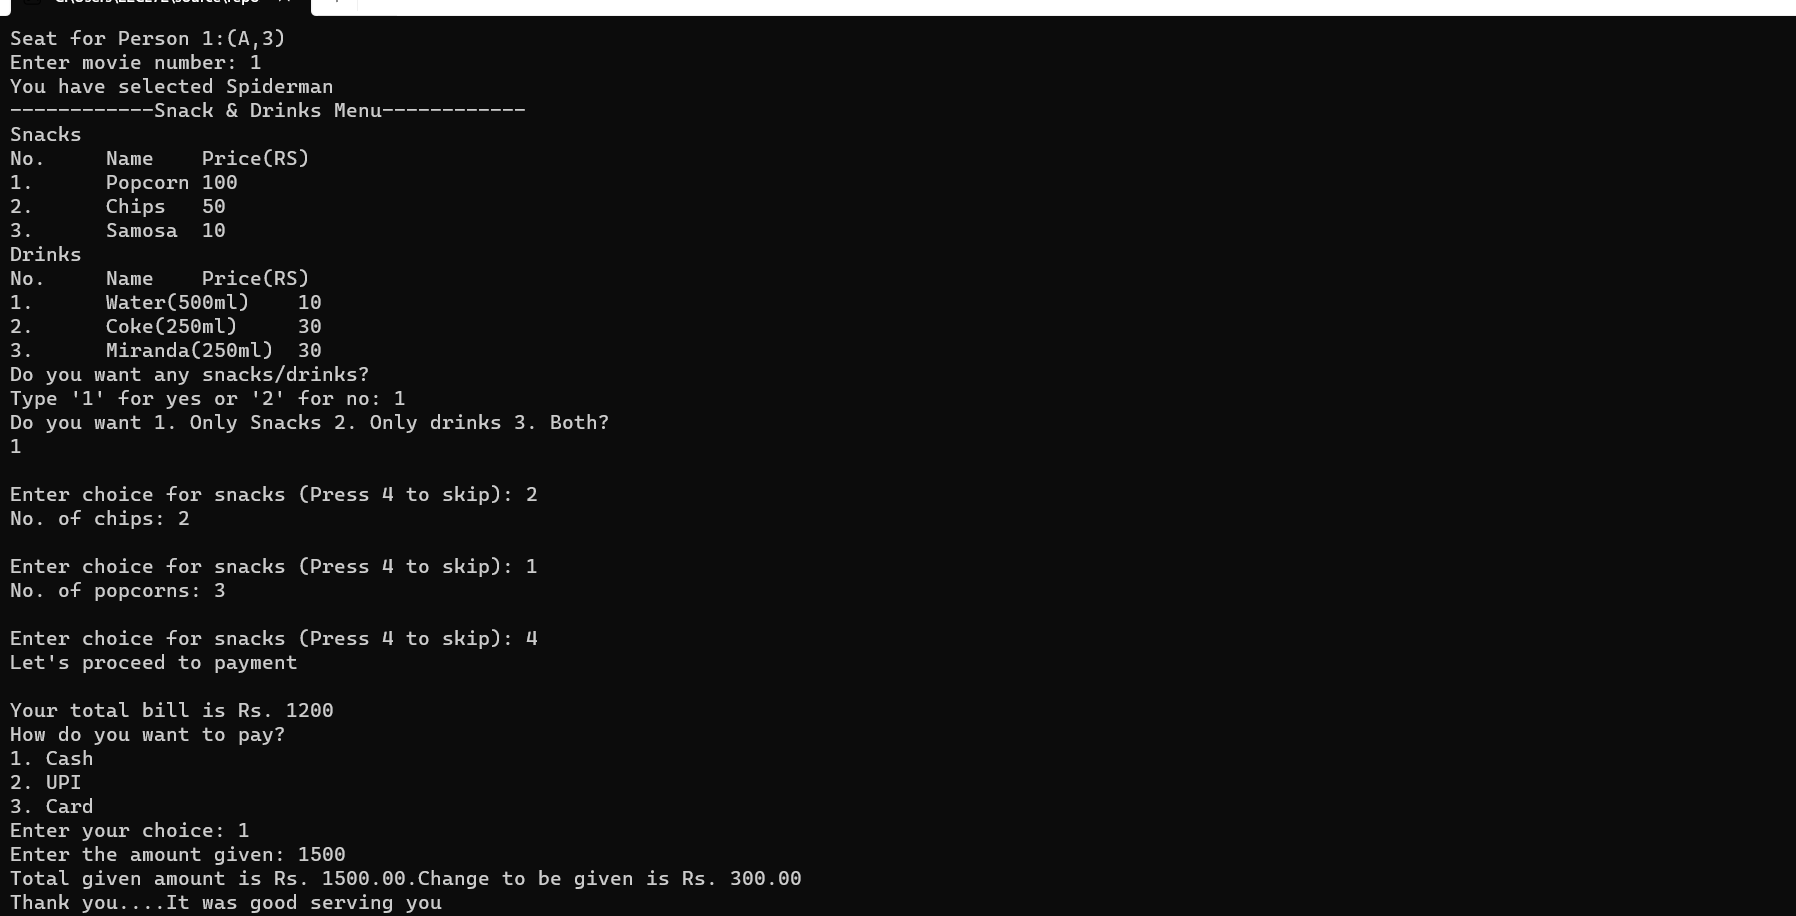 Seat for Person 1:(A,3)
Enter movie number: 1
You have selected Spiderman
------------Snack & Drinks Menu------------
Snacks
No.      Name    Price(RS)
1.      Popcorn 100
2.      Chips   50
3.      Samosa  10
Drinks
No.      Name    Price(RS)
1.      Water(500ml)    10
2.      Coke(250ml)     30
3.      Miranda(250ml)  30
Do you want any snacks/drinks?
Type '1' for yes or '2' for no: 1
Do you want 1. Only Snacks 2. Only drinks 3. Both?
1
Enter choice for snacks (Press 4 to skip): 2
No. of chips: 2
Enter choice for snacks (Press 4 to skip): 1
No. of popcorns: 3
Enter choice for snacks (Press 4 to skip): 4
Let's proceed to payment
Your total bill is Rs. 1200
How do you want to pay?
1. Cash
2. UPI
3. Card
Enter your choice: 1
Enter the amount given: 1500
Total given amount is Rs. 1500.00.Change to be given is Rs. 300.00
Thank you....It was good serving you